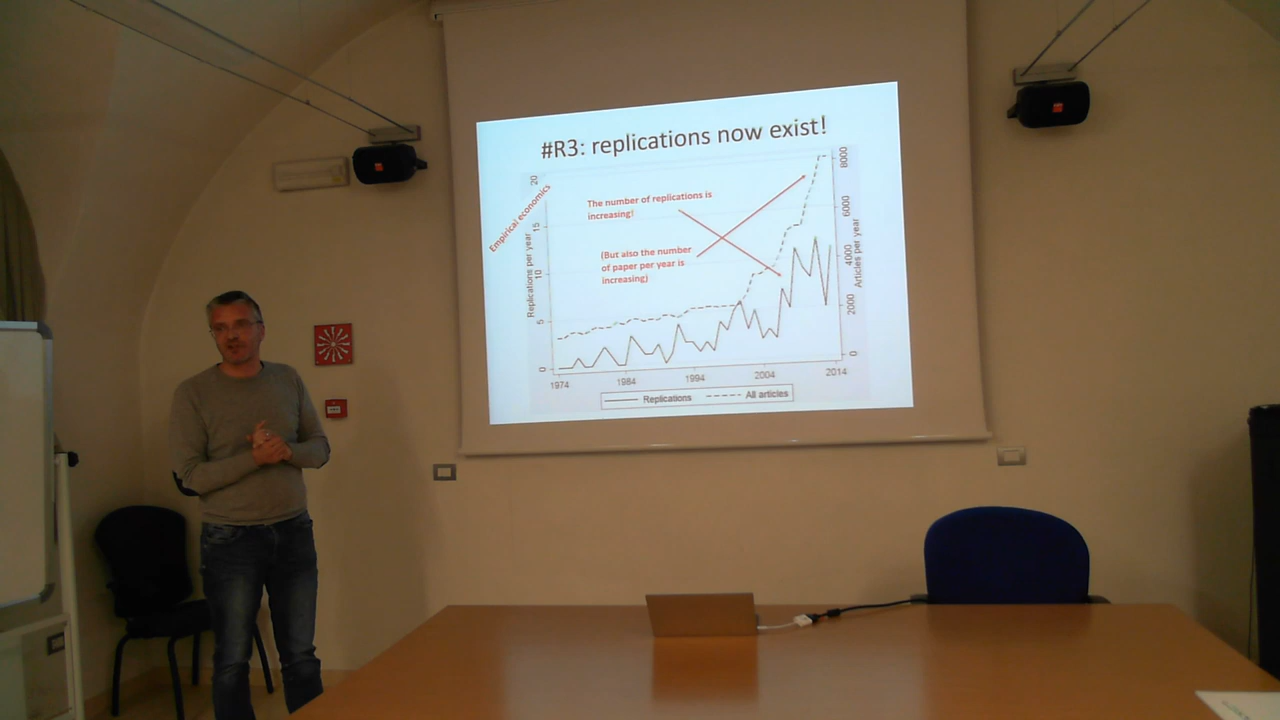 #R3: replications now exist!
Empirical economics
The number of replications is
increasing!
(But also the number
of paper per year is
increasing)
Replications per year
0
5
10
15
20
Articles per year
0
2000
4000
6000
8000
1974
1984
1994
2004
2014
Replications
All articles